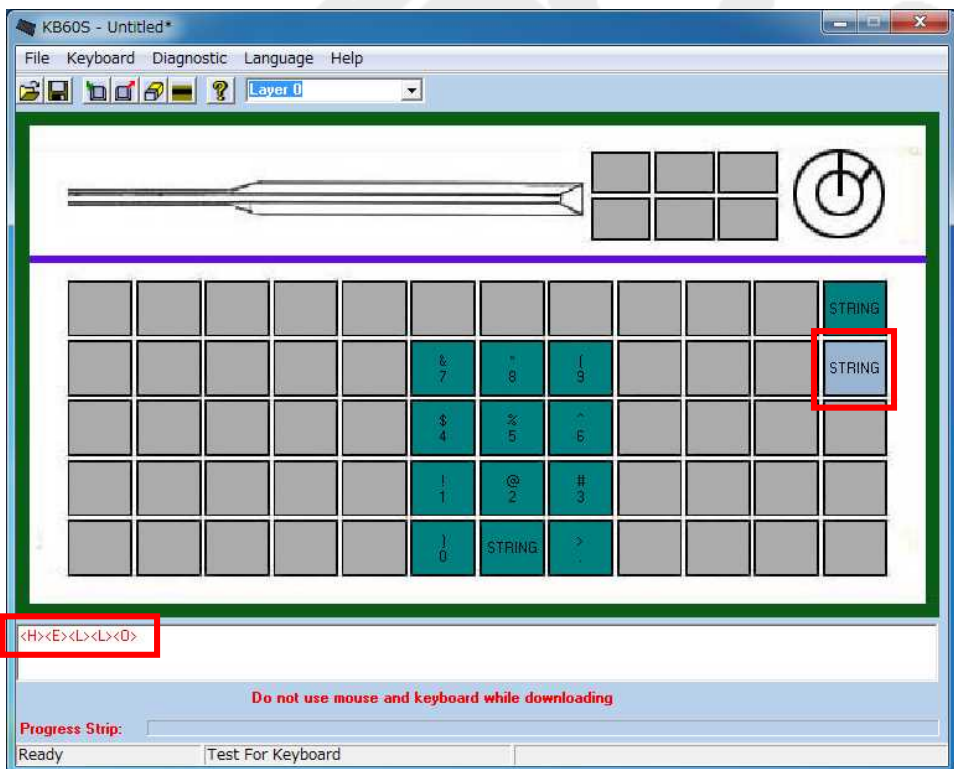 KB60S - Untitled*
File Keyboard Diagnostic Language Help
Layer 0
STRING
& " ( STRING
7 8 9
$ % ^
4 5 6
! @ #
1 2 3
) STRING >
0 .
<H><E><L><L><O>
Do not use mouse and keyboard while downloading
Progress Strip:
Ready Test For Keyboard